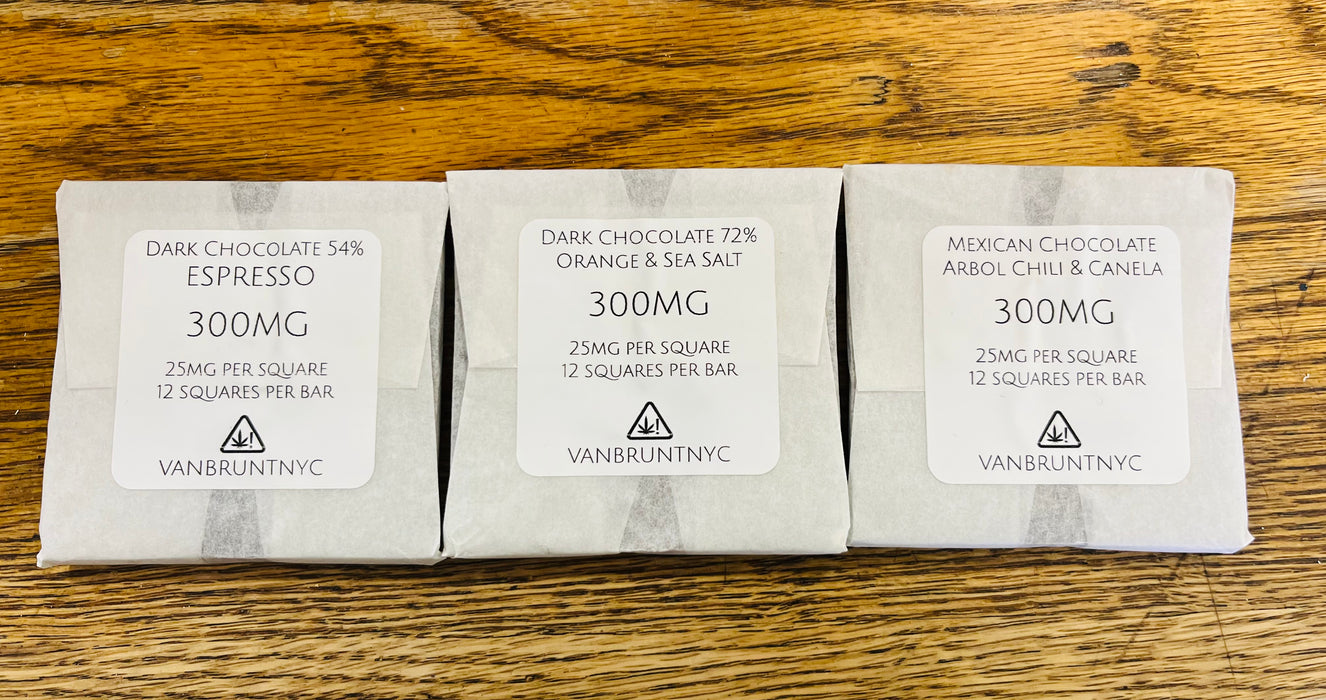 DARK CHOCOLATE 54%
ESPRESSO
300MG
25MG PER SQUARE
12 SQUARES PER BAR
!
VANBRUNTNYC
DARK CHOCOLATE 72%
ORANGE & SEA SALT
300MG
25MG PER SQUARE
12 SQUARES PER BAR
!
VANBRUNTNYC
MEXICAN CHOCOLATE
ARBOL CHILI & CANELA
300MG
25MG PER SQUARE
12 SQUARES PER BAR
!
VANBRUNTNYC